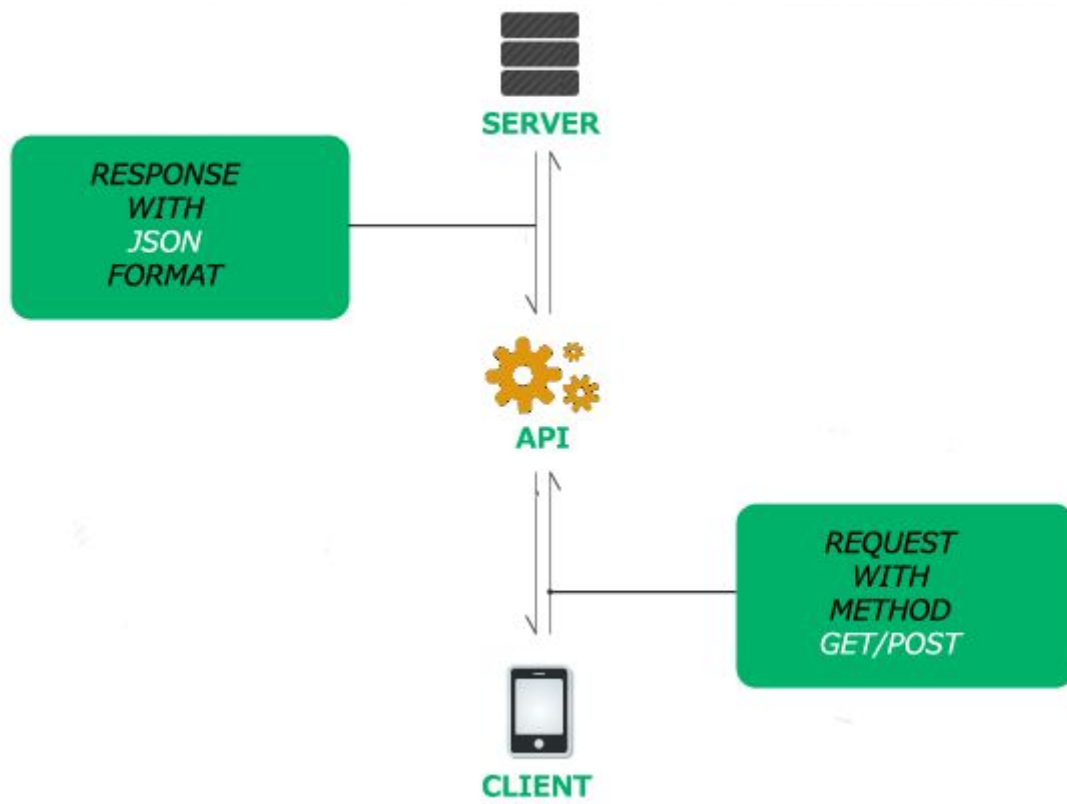 SERVER
RESPONSE
WITH
JSON
FORMAT
API
REQUEST
WITH
METHOD
GET/POST
CLIENT